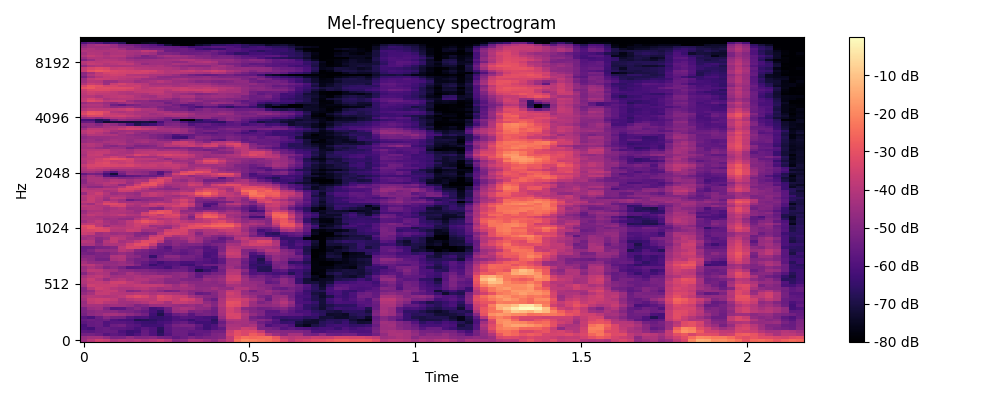 Mel-frequency spectrogram
Hz
8192
4096
2048
1024
512
0
0 0.5 1 1.5 2
Time
-10 dB
-20 dB
-30 dB
-40 dB
-50 dB
-60 dB
-70 dB
-80 dB